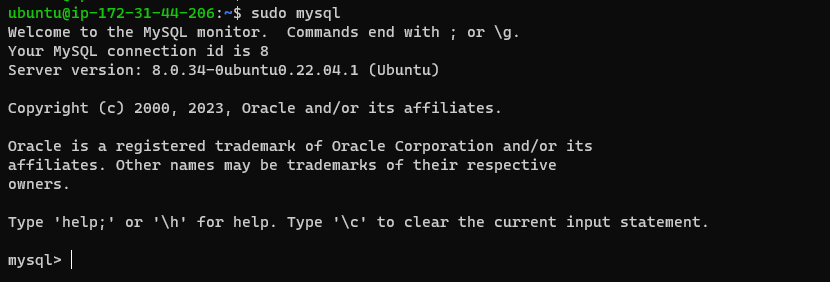 ubuntu@ip-172-31-44-206:~$ sudo mysql
Welcome to the MySQL monitor.  Commands end with ; or \g.
Your MySQL connection id is 8
Server version: 8.0.34-0ubuntu0.22.04.1 (Ubuntu)
Copyright (c) 2000, 2023, Oracle and/or its affiliates.
Oracle is a registered trademark of Oracle Corporation and/or its
affiliates. Other names may be trademarks of their respective
owners.
Type 'help;' or '\h' for help. Type '\c' to clear the current input statement.
mysql>